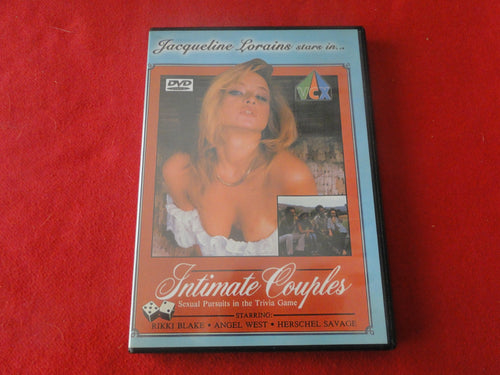 Jacqueline Lorains stars in...
DVD
VCX
Intimate Couples
Sexual Pursuits in the Trivia Game
STARRING:
RIKKI BLAKE • ANGEL WEST • HERSCHEL SAVAGE